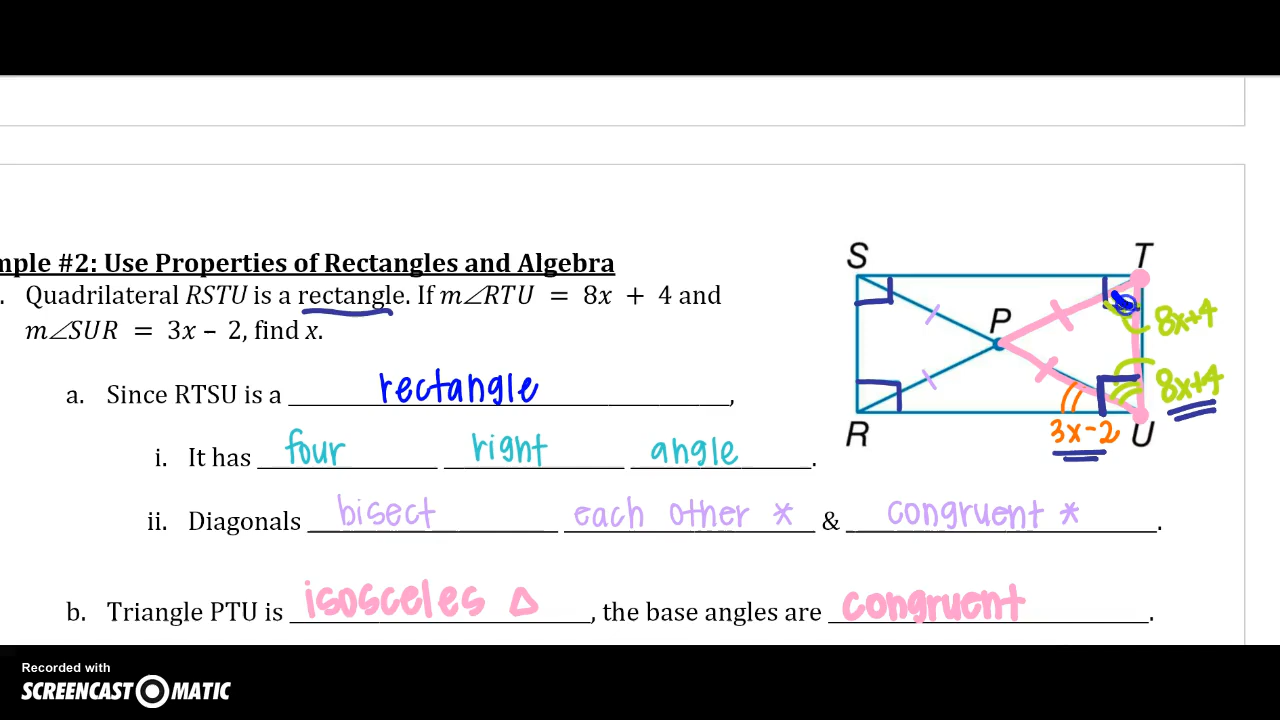 mple #2: Use Properties of Rectangles and Algebra
. Quadrilateral RSTU is a rectangle. If m∠RTU = 8x + 4 and
m∠SUR = 3x – 2, find x.
a. Since RTSU is a rectangle,
i. It has four right angle.
ii. Diagonals bisect each other * & congruent *.
b. Triangle PTU is isosceles △, the base angles are congruent.
S
T
P
8x+4
8x+4
3x-2
R
U
Recorded with
SCREENCAST MATIC